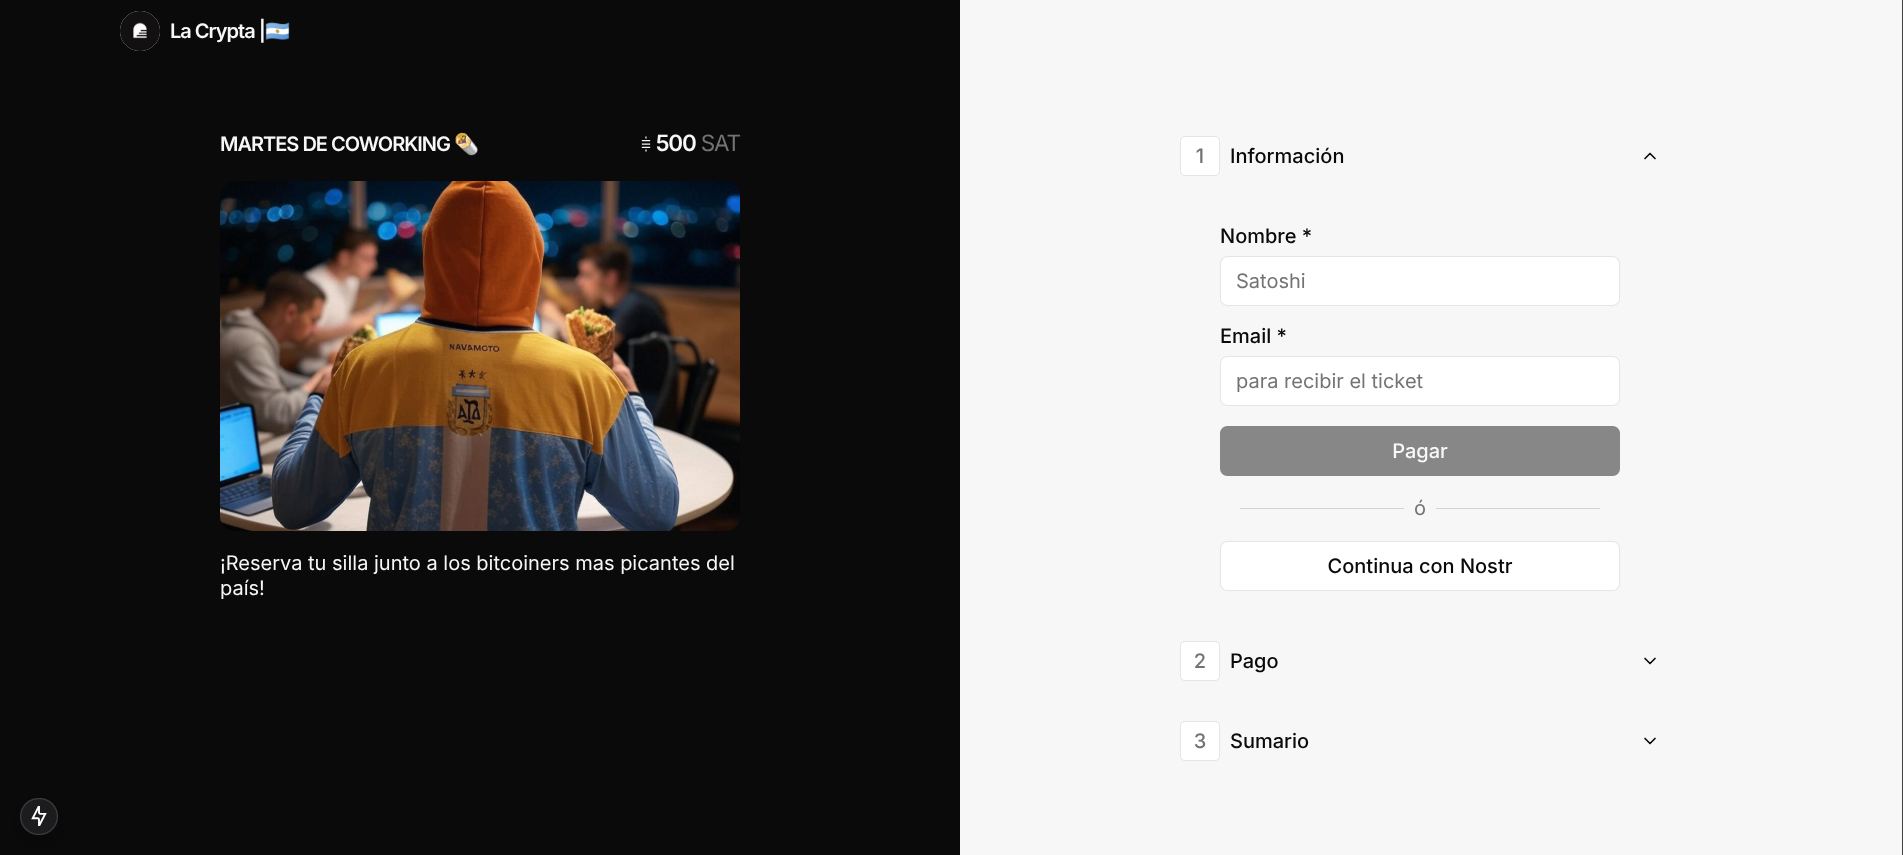 La Crypta |🇦🇷
MARTES DE COWORKING 🌯
500 SAT
NAVAMOTO
¡Reserva tu silla junto a los bitcoiners mas picantes del
país!
1 Información
Nombre *
Satoshi
Email *
para recibir el ticket
Pagar
ó
Continua con Nostr
2 Pago
3 Sumario